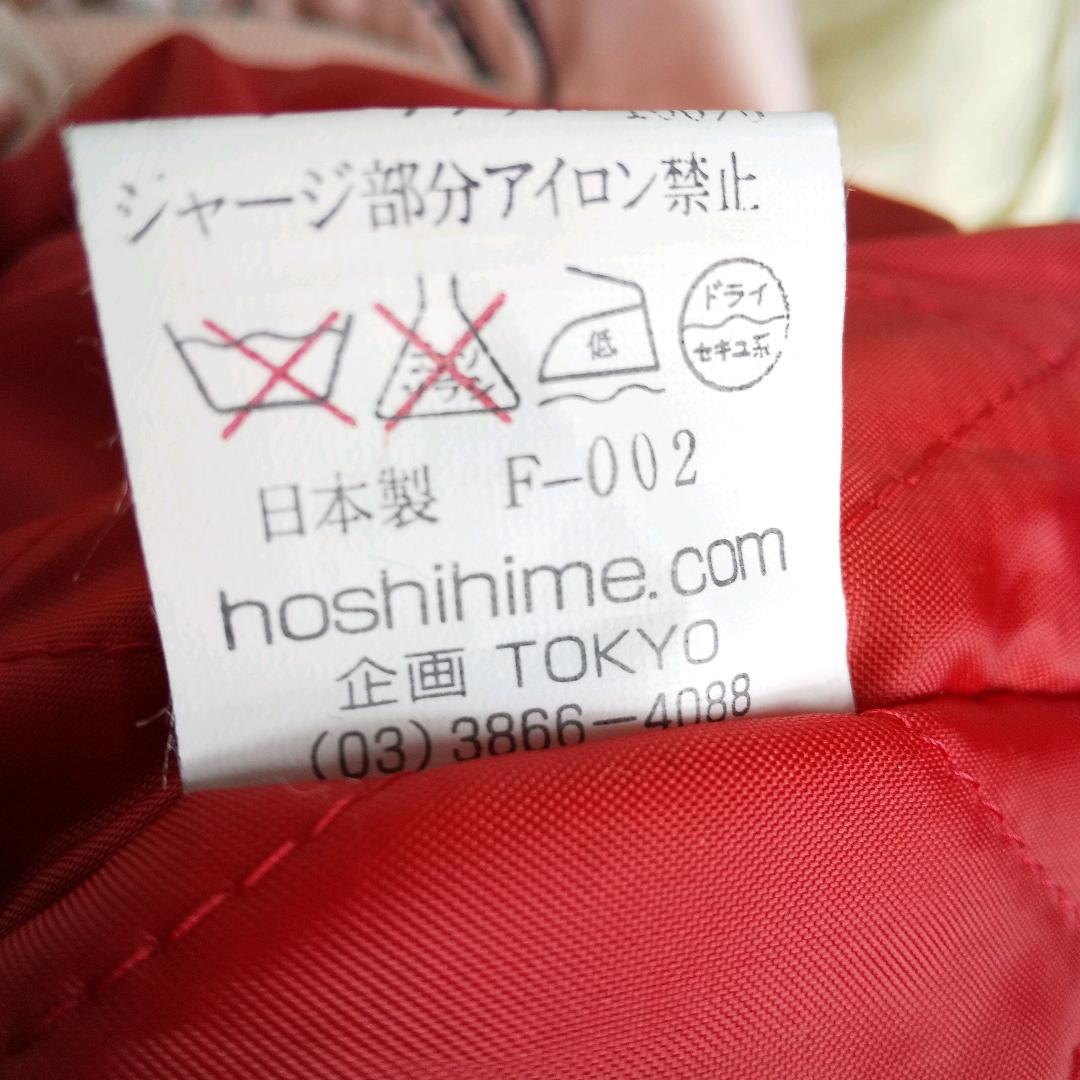 ジャージ部分アイロン禁止
低
ドライ
セキユ系
日本製 F-002
hoshihime.com
企画 TOKYO
(03)3866-4088